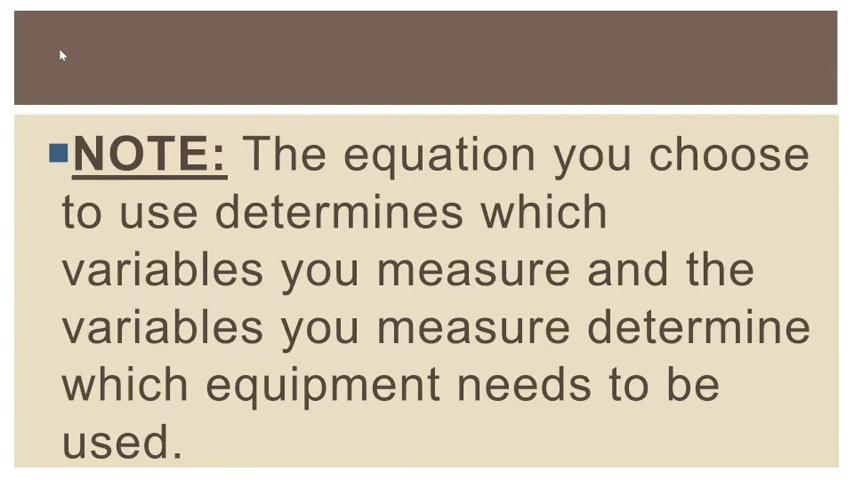 NOTE: The equation you choose
to use determines which
variables you measure and the
variables you measure determine
which equipment needs to be
used.